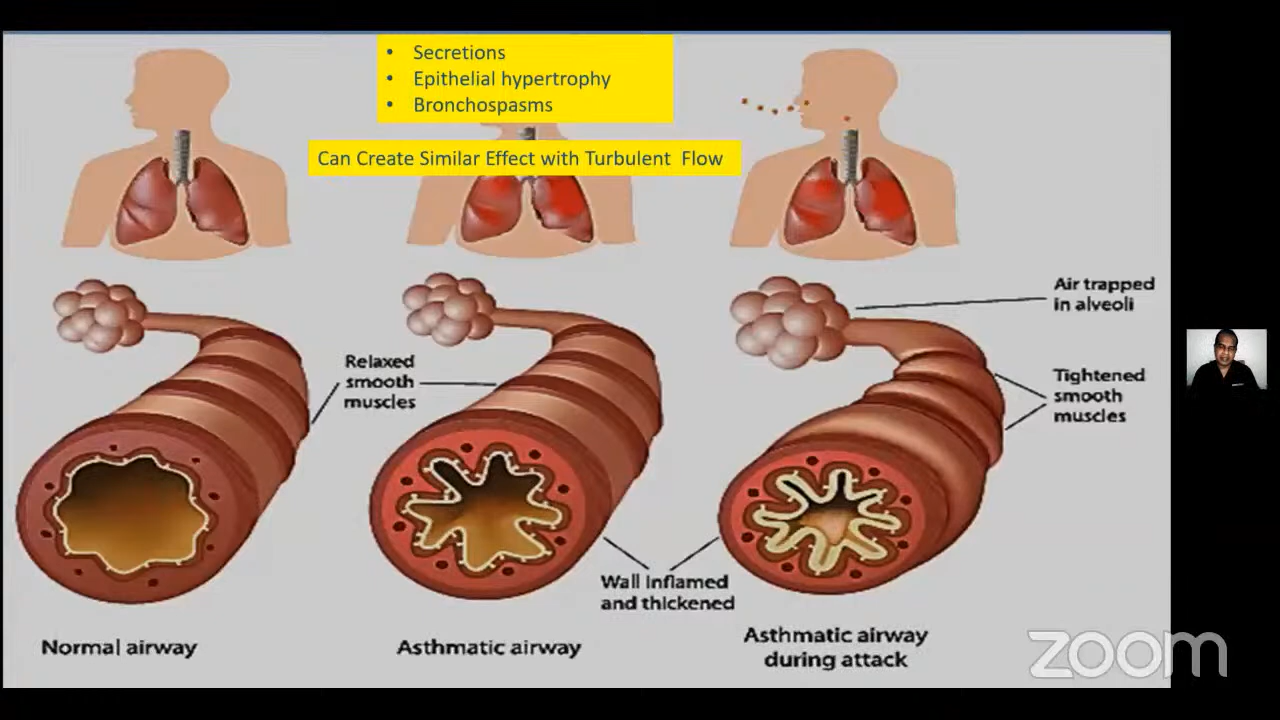 • Secretions
• Epithelial hypertrophy
• Bronchospasms
Can Create Similar Effect with Turbulent Flow
Air trapped
in alveoli
Relaxed
smooth
muscles
Tightened
smooth
muscles
Wall inflamed
and thickened
Normal airway
Asthmatic airway
Asthmatic airway
during attack
zoom